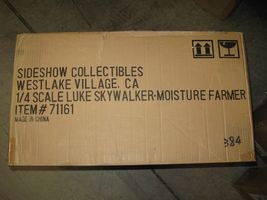 SIDESHOW COLLECTIBLES
WESTLAKE VILLAGE, CA
1/4 SCALE LUKE SKYWALKER-MOISTURE FARMER
ITEM# 71161
MADE IN CHINA
384